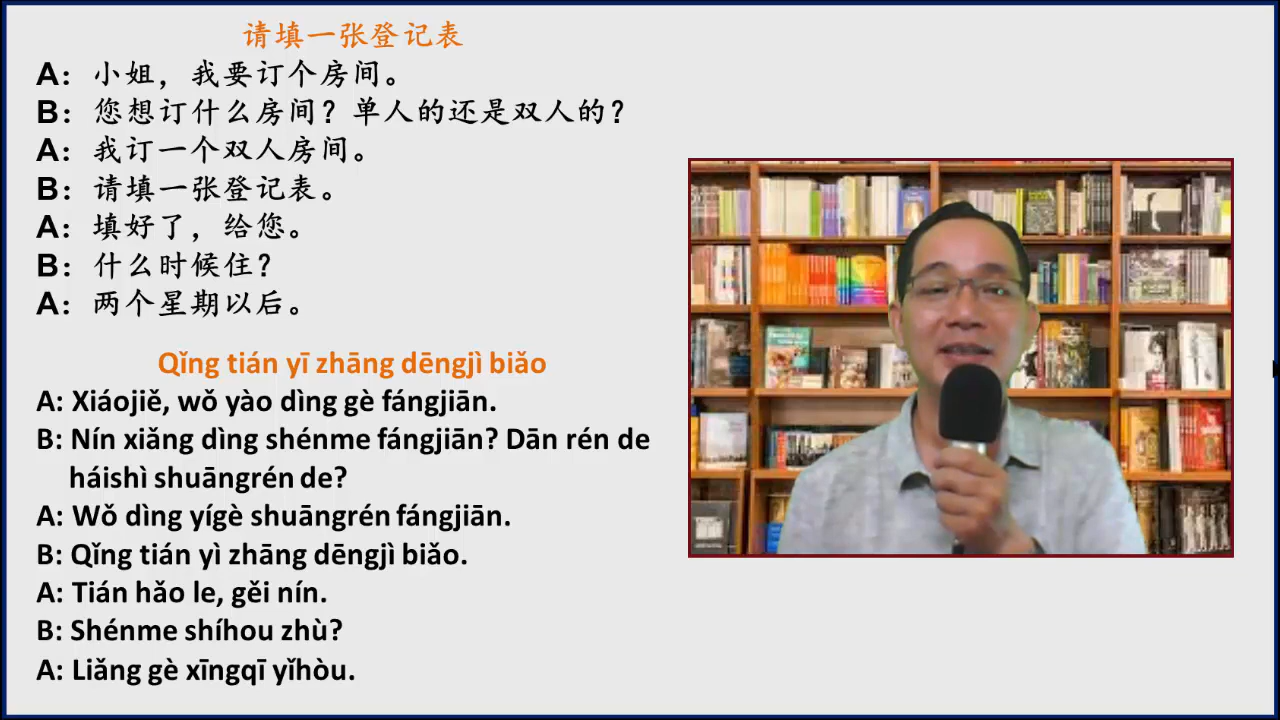 请填一张登记表
A：小姐，我要订个房间。
B：您想订什么房间？单人的还是双人的？
A：我订一个双人房间。
B：请填一张登记表。
A：填好了，给您。
B：什么时候住？
A：两个星期以后。
Qǐng tián yī zhāng dēngjì biǎo
A: Xiáojiě, wǒ yào dìng gè fángjiān.
B: Nín xiǎng dìng shénme fángjiān? Dān rén de
háishì shuāngrén de?
A: Wǒ dìng yígè shuāngrén fángjiān.
B: Qǐng tián yì zhāng dēngjì biǎo.
A: Tián hǎo le, gěi nín.
B: Shénme shíhou zhù?
A: Liǎng gè xīngqī yǐhòu.